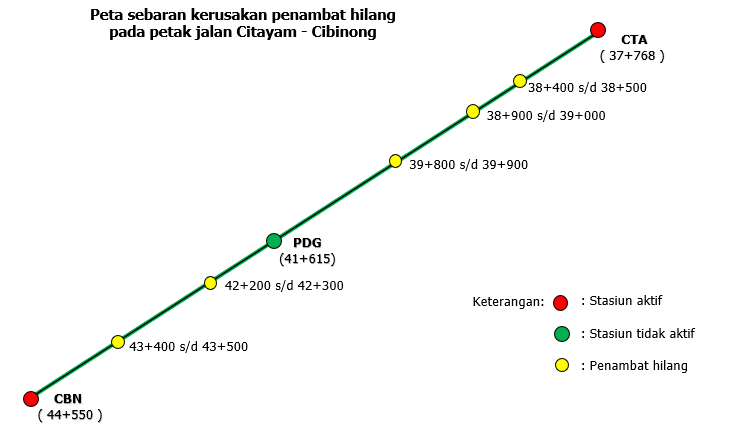 Peta sebaran kerusakan penambat hilang
pada petak jalan Citayam - Cibinong
CTA
( 37+768 )
38+400 s/d 38+500
38+900 s/d 39+000
39+800 s/d 39+900
PDG
(41+615)
42+200 s/d 42+300
Keterangan:
: Stasiun aktif
: Stasiun tidak aktif
43+400 s/d 43+500
: Penambat hilang
CBN
( 44+550 )